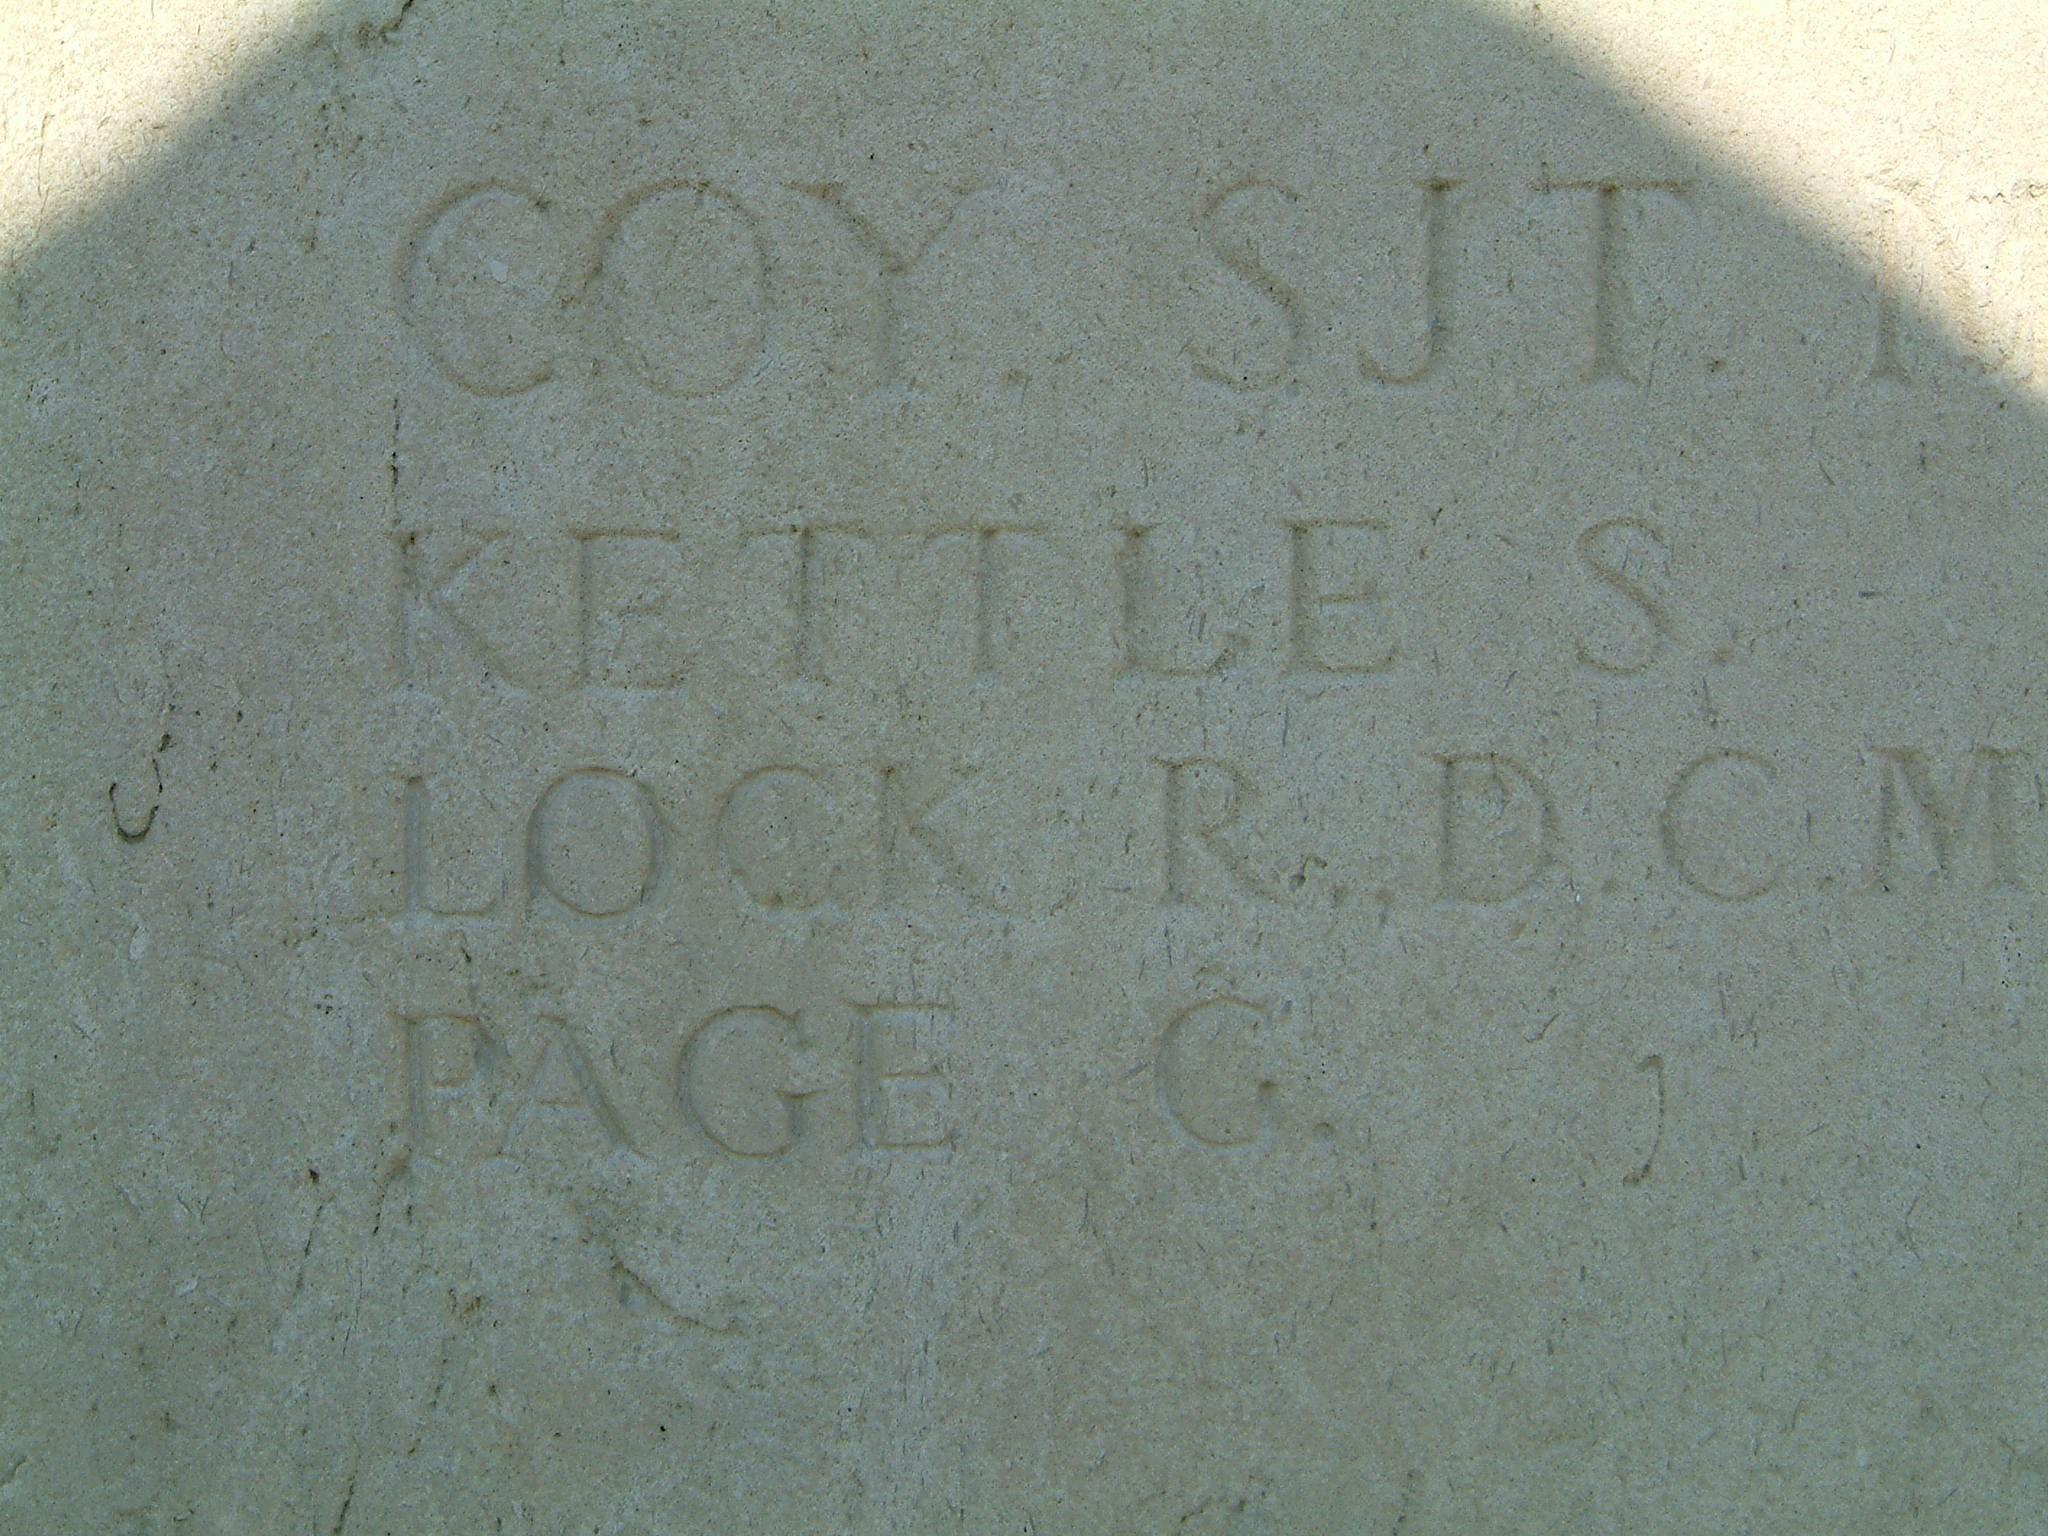 COY. SJT. M
KETTLE S.
LOCK R., D.C.M
PAGE G.